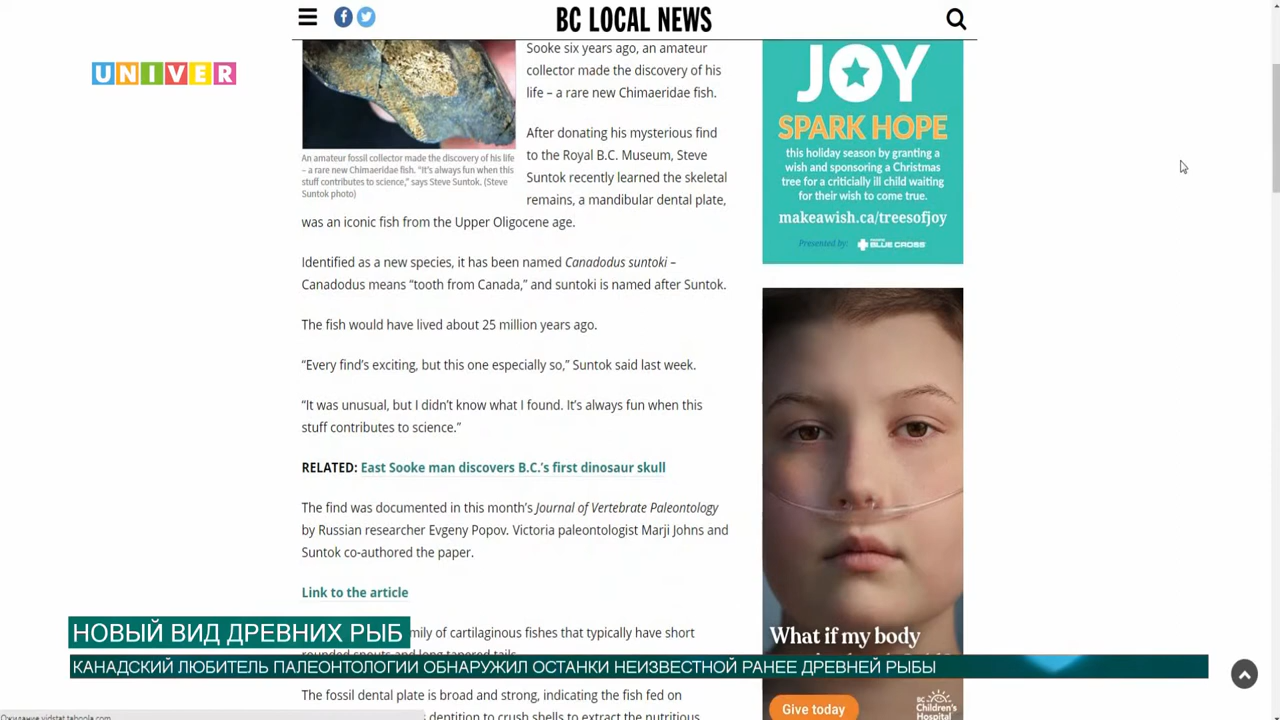 BC LOCAL NEWS
UNIVER
Sooke six years ago, an amateur
collector made the discovery of his
life – a rare new Chimaeridae fish.
After donating his mysterious find
to the Royal B.C. Museum, Steve
Suntok recently learned the skeletal
remains, a mandibular dental plate,
was an iconic fish from the Upper Oligocene age.
An amateur fossil collector made the discovery of his life
– a rare new Chimaeridae fish. “It’s always fun when this
stuff contributes to science,” says Steve Suntok. (Steve
Suntok photo)
Identified as a new species, it has been named Canadodus suntoki –
Canadodus means “tooth from Canada,” and suntoki is named after Suntok.
The fish would have lived about 25 million years ago.
“Every find’s exciting, but this one especially so,” Suntok said last week.
“It was unusual, but I didn’t know what I found. It’s always fun when this
stuff contributes to science.”
RELATED: East Sooke man discovers B.C.’s first dinosaur skull
The find was documented in this month’s Journal of Vertebrate Paleontology
by Russian researcher Evgeny Popov. Victoria paleontologist Marji Johns and
Suntok co-authored the paper.
Link to the article
mily of cartilaginous fishes that typically have short
The fossil dental plate is broad and strong, indicating the fish fed on
dentition to crush shells to extract the nutritious
JOY
SPARK HOPE
this holiday season by granting a
wish and sponsoring a Christmas
tree for a criticially ill child waiting
for their wish to come true.
makeawish.ca/treesofjoy
Presented by: BLUE CROSS
What if my body
Give today
BC
Children’s
Hospital
НОВЫЙ ВИД ДРЕВНИХ РЫБ
КАНАДСКИЙ ЛЮБИТЕЛЬ ПАЛЕОНТОЛОГИИ ОБНАРУЖИЛ ОСТАНКИ НЕИЗВЕСТНОЙ РАНЕЕ ДРЕВНЕЙ РЫБЫ